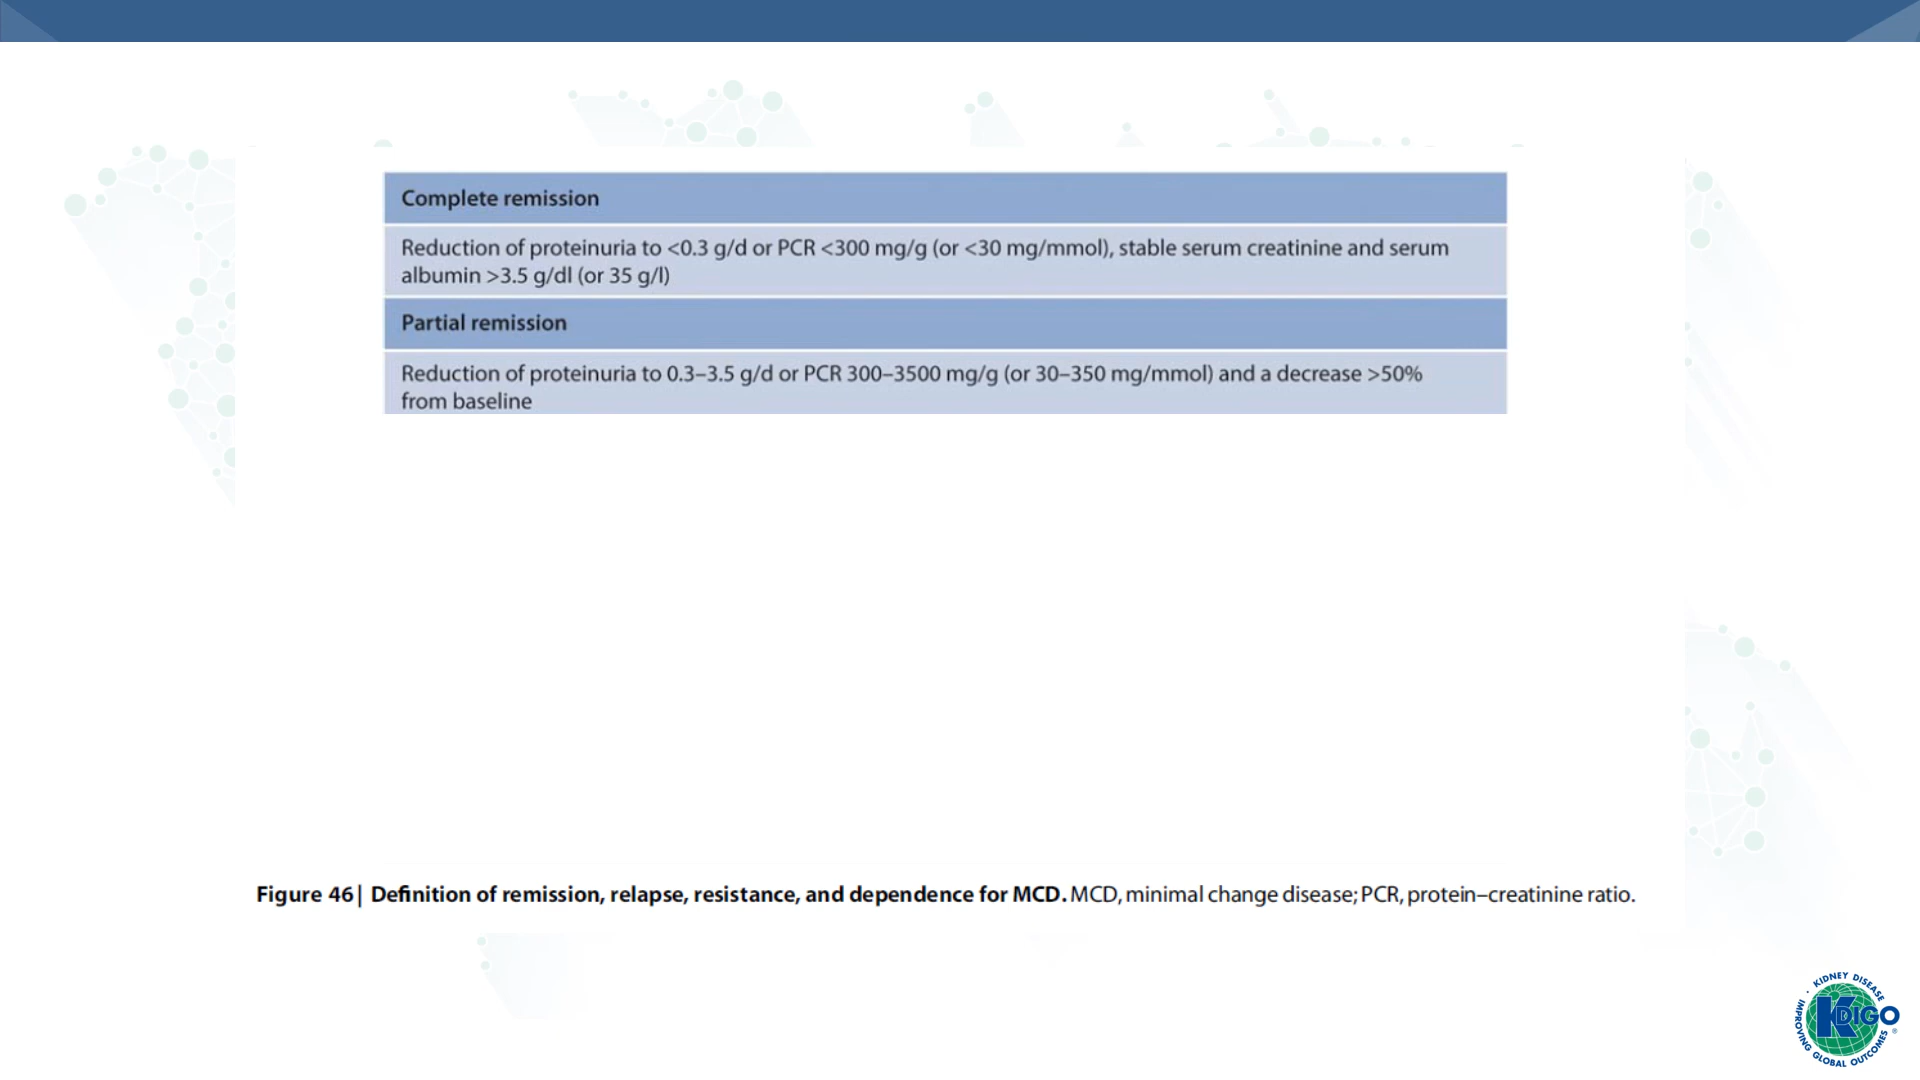 Complete remission
Reduction of proteinuria to <0.3 g/d or PCR <300 mg/g (or <30 mg/mmol), stable serum creatinine and serum
albumin >3.5 g/dl (or 35 g/l)
Partial remission
Reduction of proteinuria to 0.3–3.5 g/d or PCR 300–3500 mg/g (or 30–350 mg/mmol) and a decrease >50%
from baseline
Figure 46 | Definition of remission, relapse, resistance, and dependence for MCD. MCD, minimal change disease; PCR, protein–creatinine ratio.
KIDNEY DISEASE
KDIGO ®
IMPROVING GLOBAL OUTCOMES